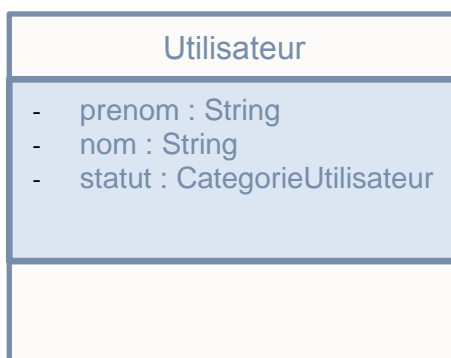 Utilisateur
- prenom : String
- nom : String
- statut : CategorieUtilisateur